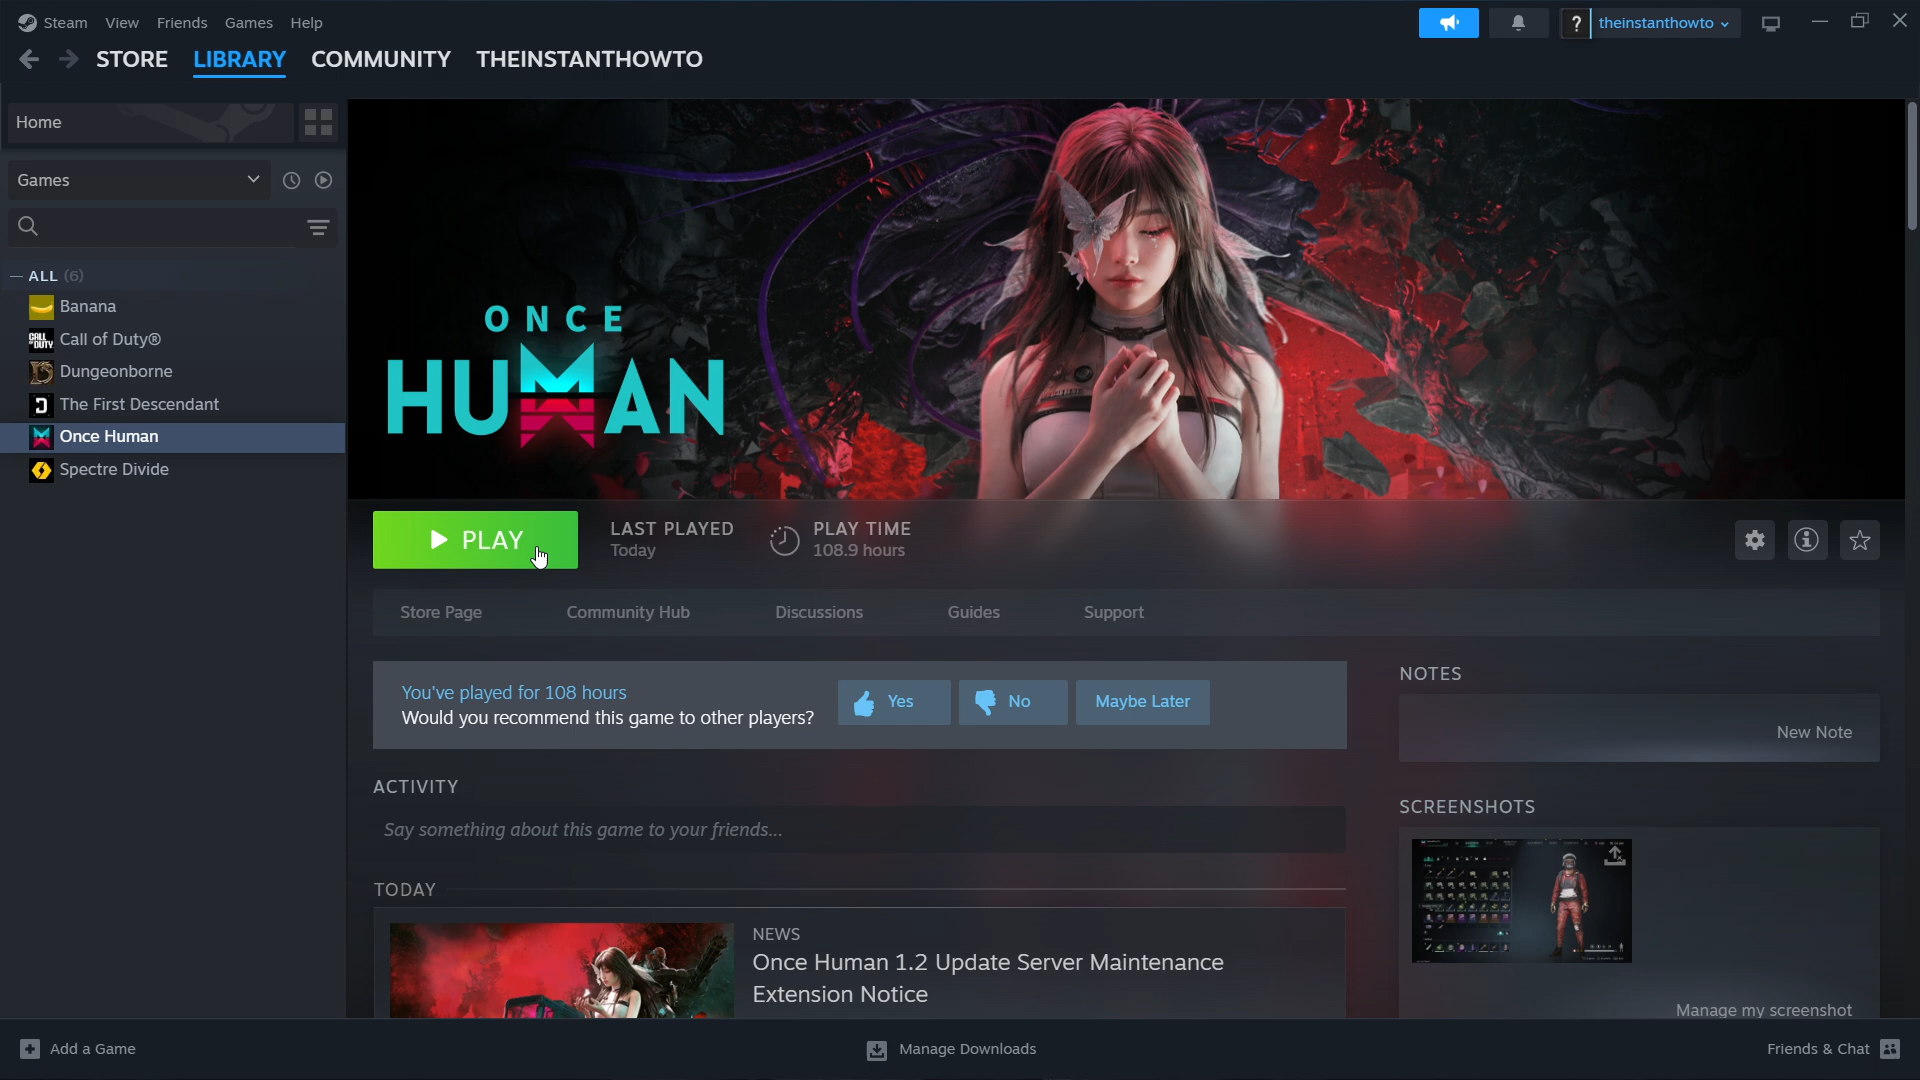 Steam View Friends Games Help
? theinstanthowto
STORE LIBRARY COMMUNITY THEINSTANTHOWTO
Home
Games
ALL (6)
Banana
CALL OF DUTY Call of Duty®
Dungeonborne
The First Descendant
Once Human
Spectre Divide
ONCE
HUMAN
PLAY
LAST PLAYED
Today
PLAY TIME
108.9 hours
Store Page Community Hub Discussions Guides Support
You've played for 108 hours
Would you recommend this game to other players?
Yes No Maybe Later
NOTES
New Note
ACTIVITY
Say something about this game to your friends...
SCREENSHOTS
Manage my screenshot
TODAY
NEWS
Once Human 1.2 Update Server Maintenance
Extension Notice
Add a Game
Manage Downloads
Friends & Chat